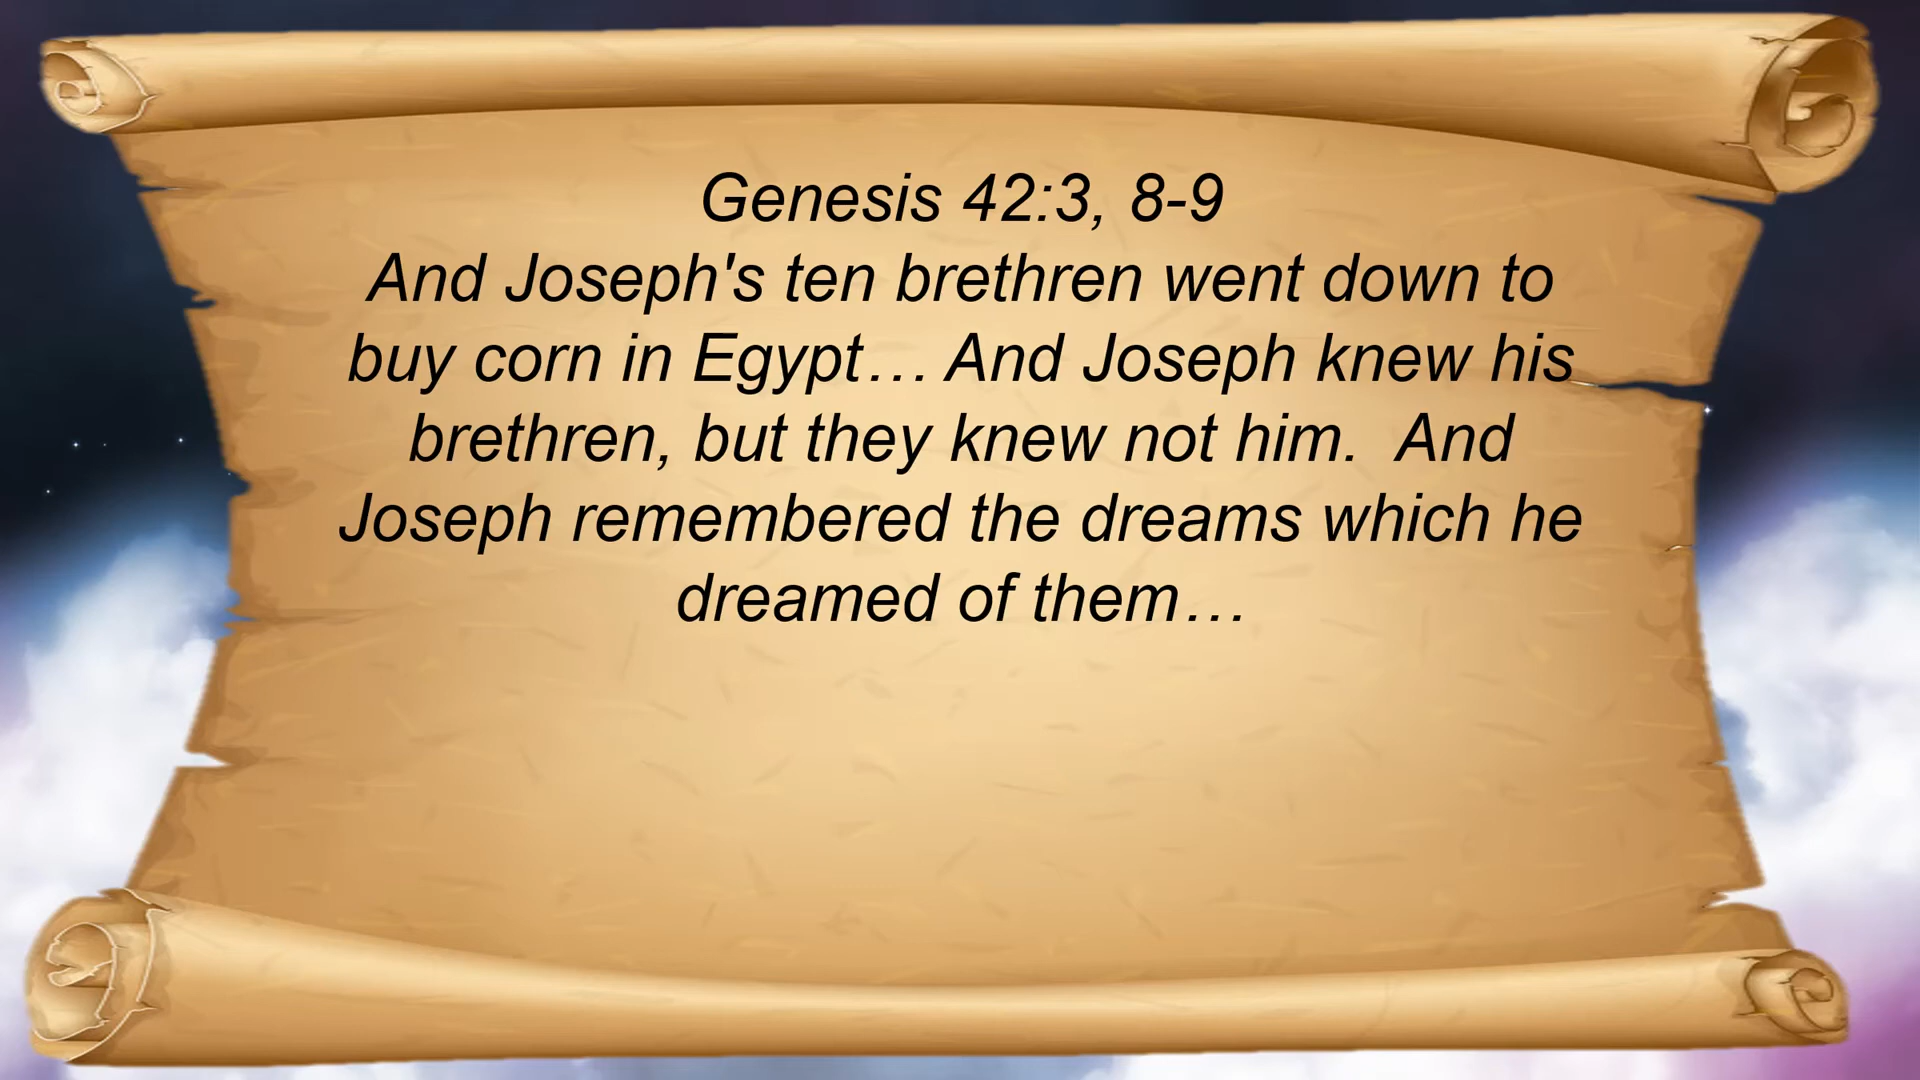 Genesis 42:3, 8-9
And Joseph's ten brethren went down to
buy corn in Egypt… And Joseph knew his
brethren, but they knew not him.  And
Joseph remembered the dreams which he
dreamed of them…